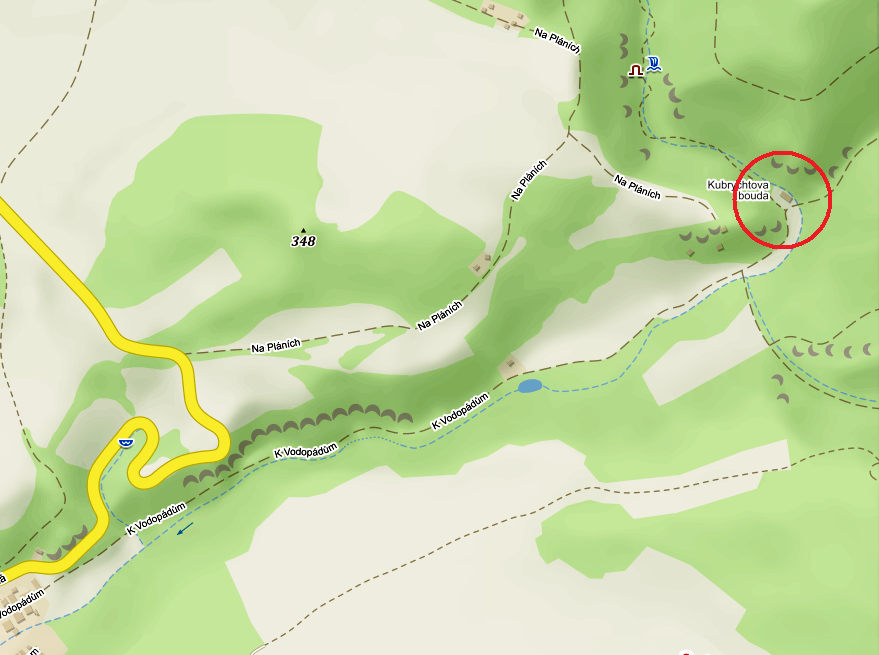 Na Pláních
Kubrychtova
bouda
Na Pláních
Na Pláních
348
Na Pláních
Na Pláních
K Vodopádům
K Vodopádům
K Vodopádům
Vodopádům